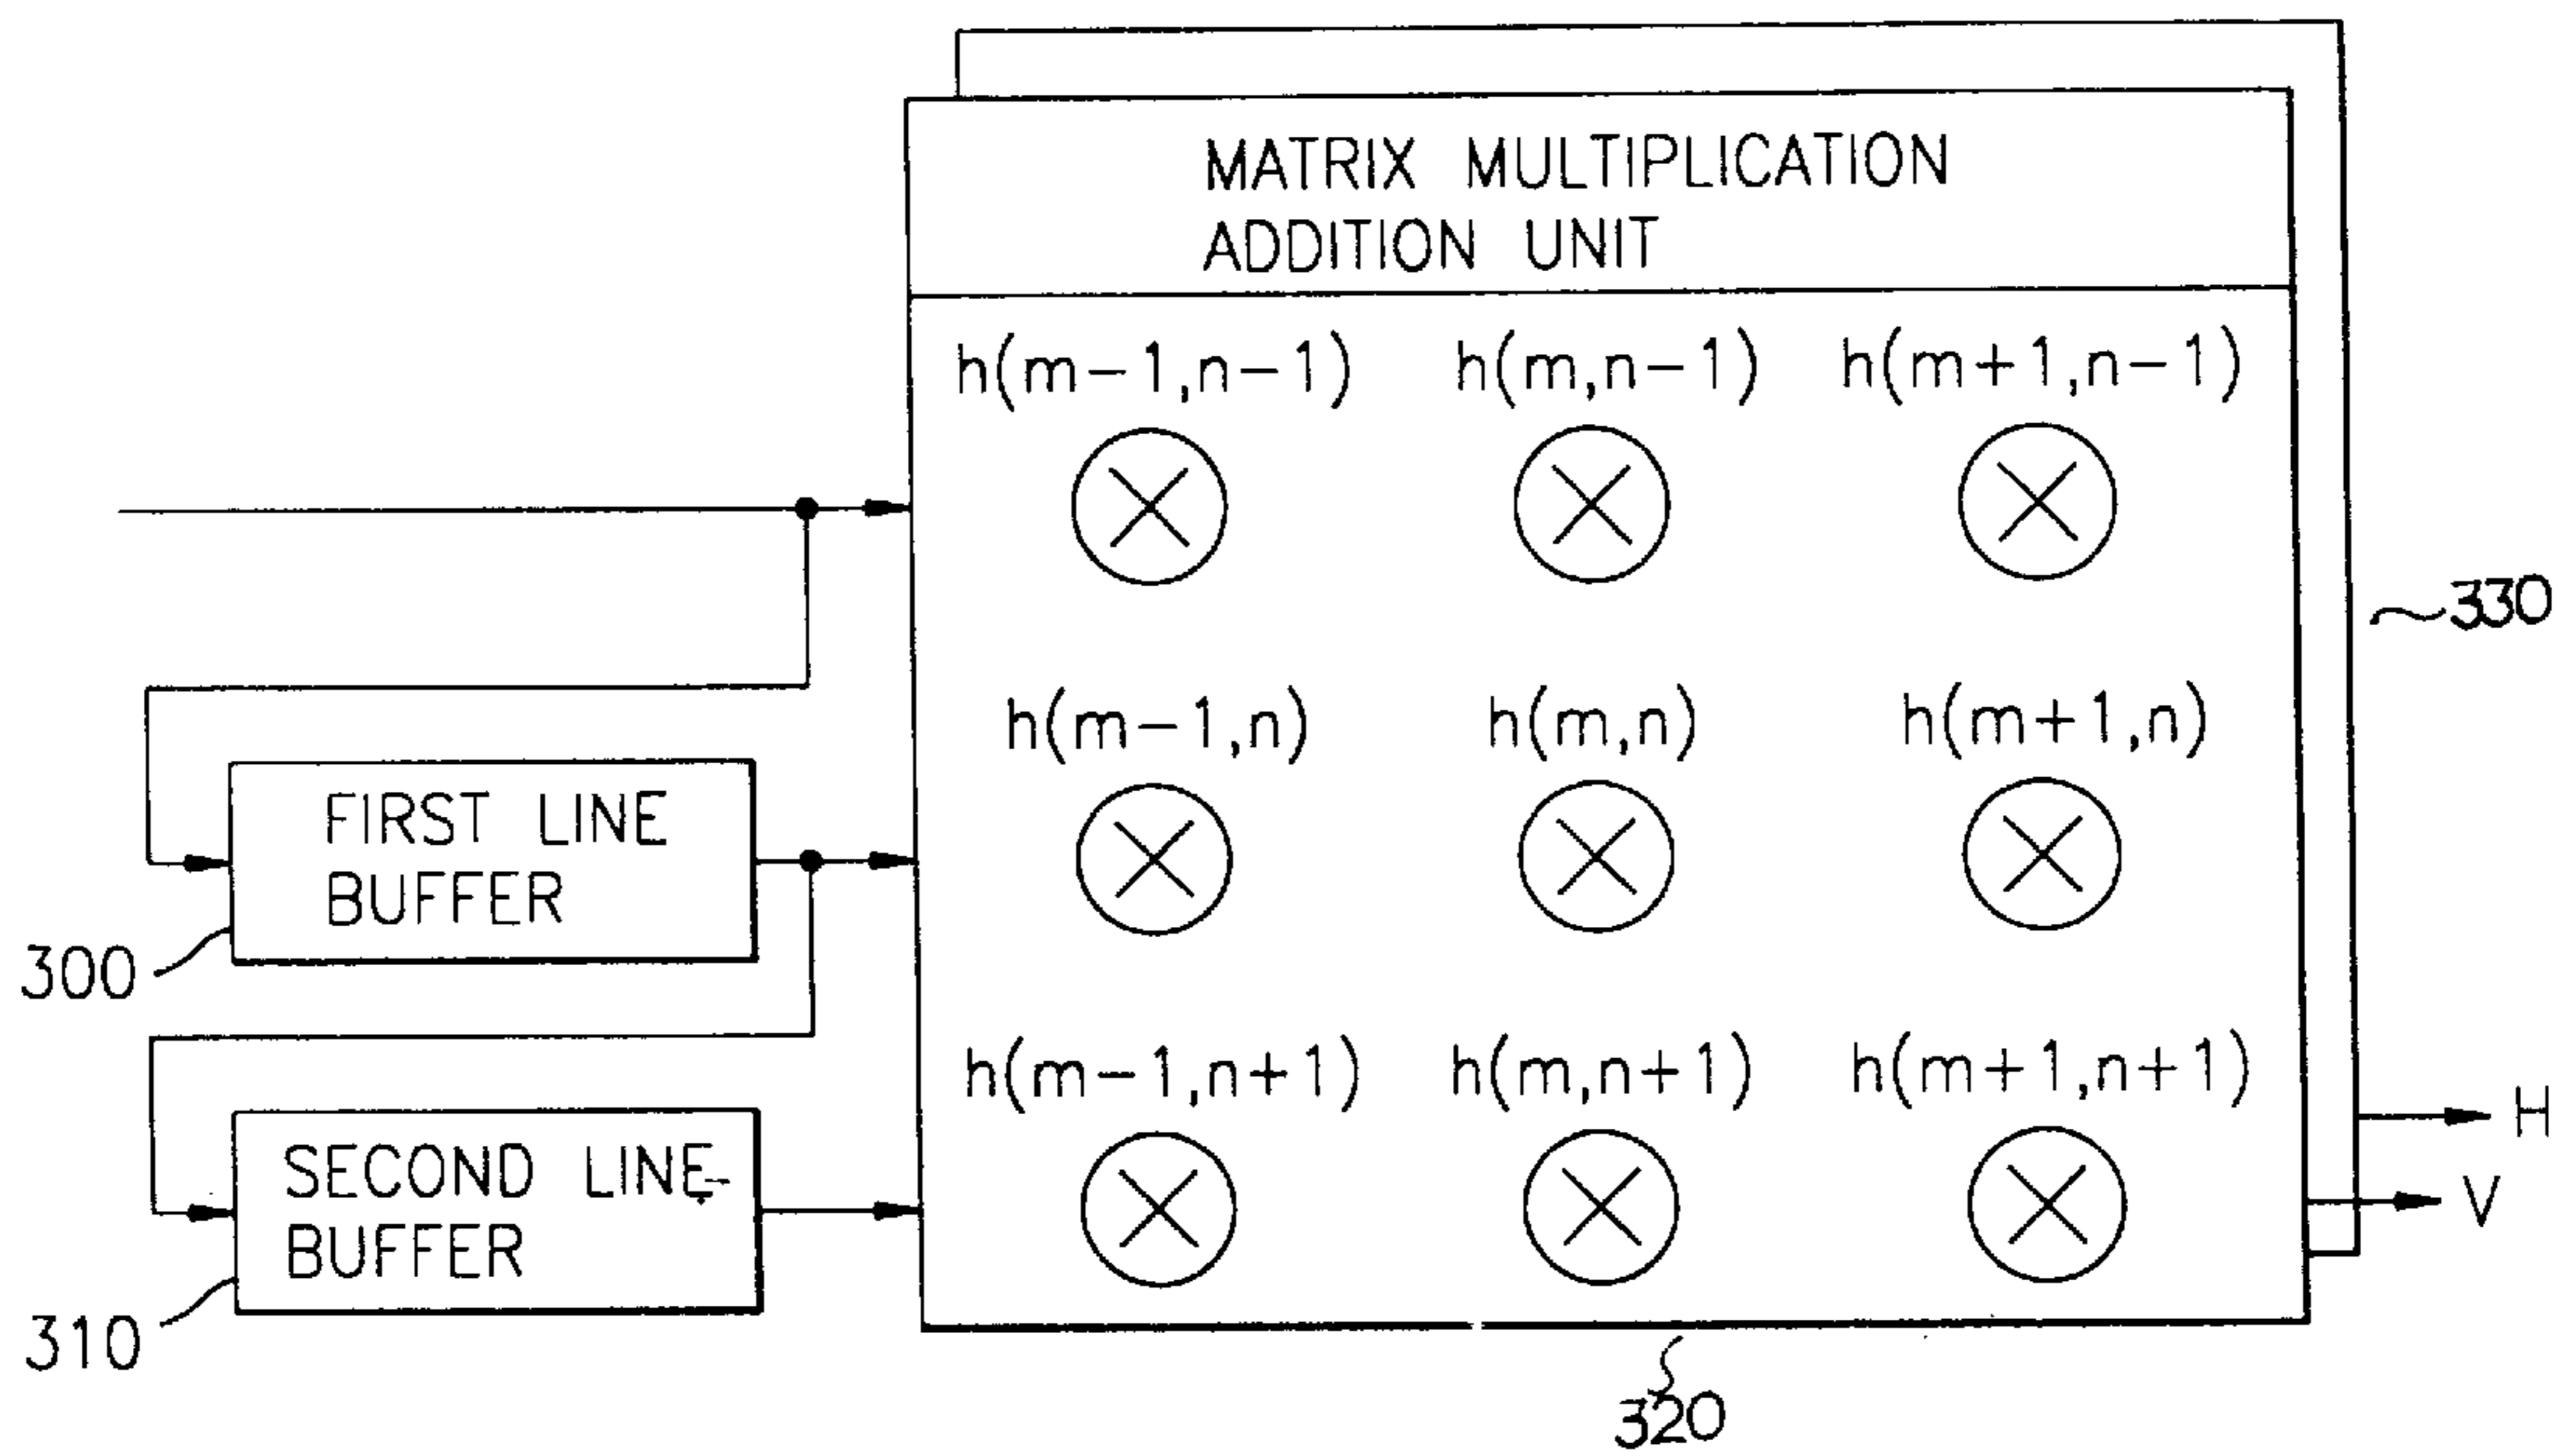 MATRIX MULTIPLICATION
ADDITION UNIT
h(m−1,n−1) h(m,n−1) h(m+1,n−1)
330
h(m−1,n) h(m,n) h(m+1,n)
FIRST LINE
BUFFER
300
h(m−1,n+1) h(m,n+1) h(m+1,n+1)
H
SECOND LINE
BUFFER
V
310
320